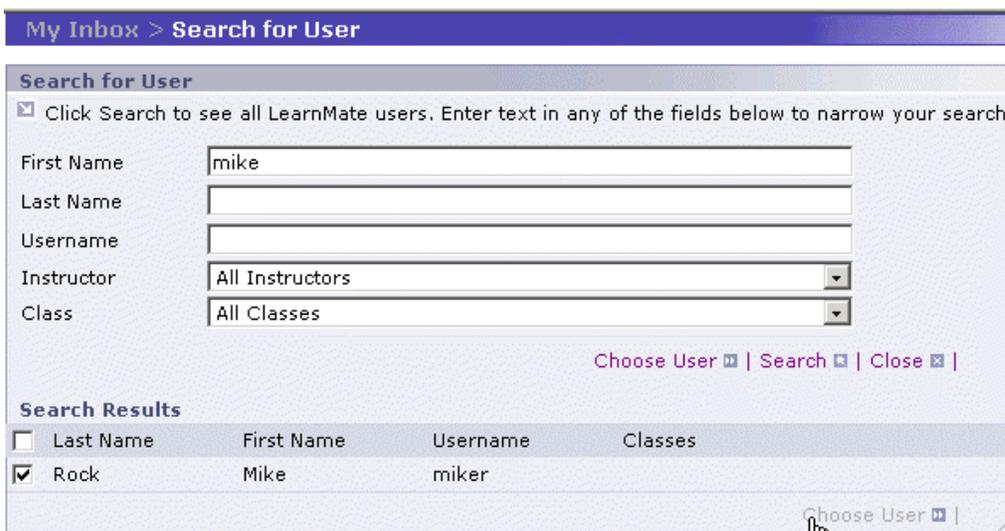 My Inbox > Search for User
Search for User
Click Search to see all LearnMate users. Enter text in any of the fields below to narrow your search
First Name mike
Last Name
Username
Instructor All Instructors
Class All Classes
Choose User | Search | Close |
Search Results
Last Name First Name Username Classes
Rock Mike miker
Choose User |